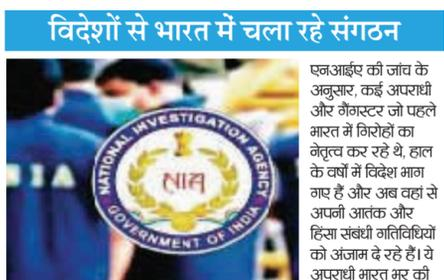 विदेशों से भारत में चला रहे संगठन
एनआईए की जांच के
अनुसार, कई अपराधी
और गैंगस्टर जो पहले
भारत में गिरोहों का
नेतृत्व कर रहे थे, हाल
के वर्षों में विदेश भाग
गए हैं और अब वहां से
अपनी आतंक और
हिंसा संबंधी गतिविधियों
को अंजाम दे रहे हैं। ये
अपराधी भारत भर की
NIA
NATIONAL INVESTIGATION AGENCY
NIA
GOVERNMENT OF INDIA